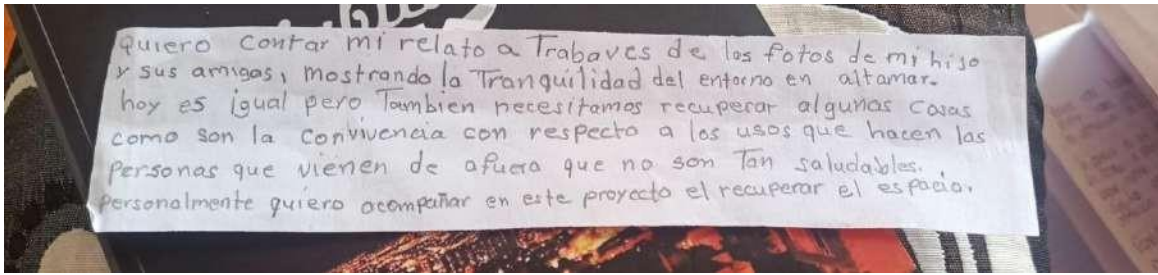 quiero contar mi relato a Trabaves de los fotos de mi hijo
y sus amigas, mostrando la Tranquilidad del entorno en altamar.
hoy es igual pero Tambien necesitamos recuperar algunas cosas
como son la convivencia con respecto a los usos que hacen las
Personas que vienen de afuera que no son Tan saludables.
Personalmente quiero acompañar en este proyecto el recuperar el espacio.